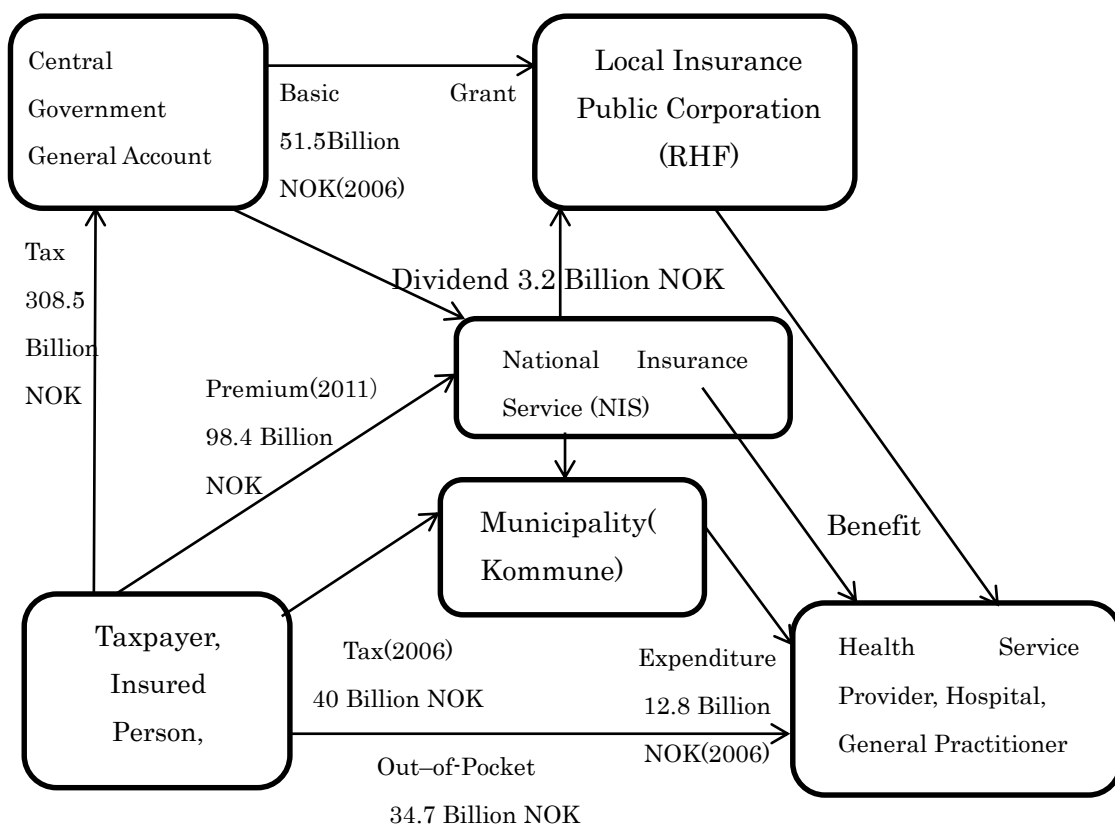 Central
Government
General Account
Basic Grant
51.5Billion
NOK(2006)
Local Insurance
Public Corporation
(RHF)
Tax
308.5
Billion
NOK
Dividend 3.2 Billion NOK
National Insurance
Service (NIS)
Premium(2011)
98.4 Billion
NOK
Municipality(
Kommune)
Benefit
Taxpayer,
Insured
Person,
Tax(2006)
40 Billion NOK
Expenditure
12.8 Billion
NOK(2006)
Health Service
Provider, Hospital,
General Practitioner
Out–of-Pocket
34.7 Billion NOK